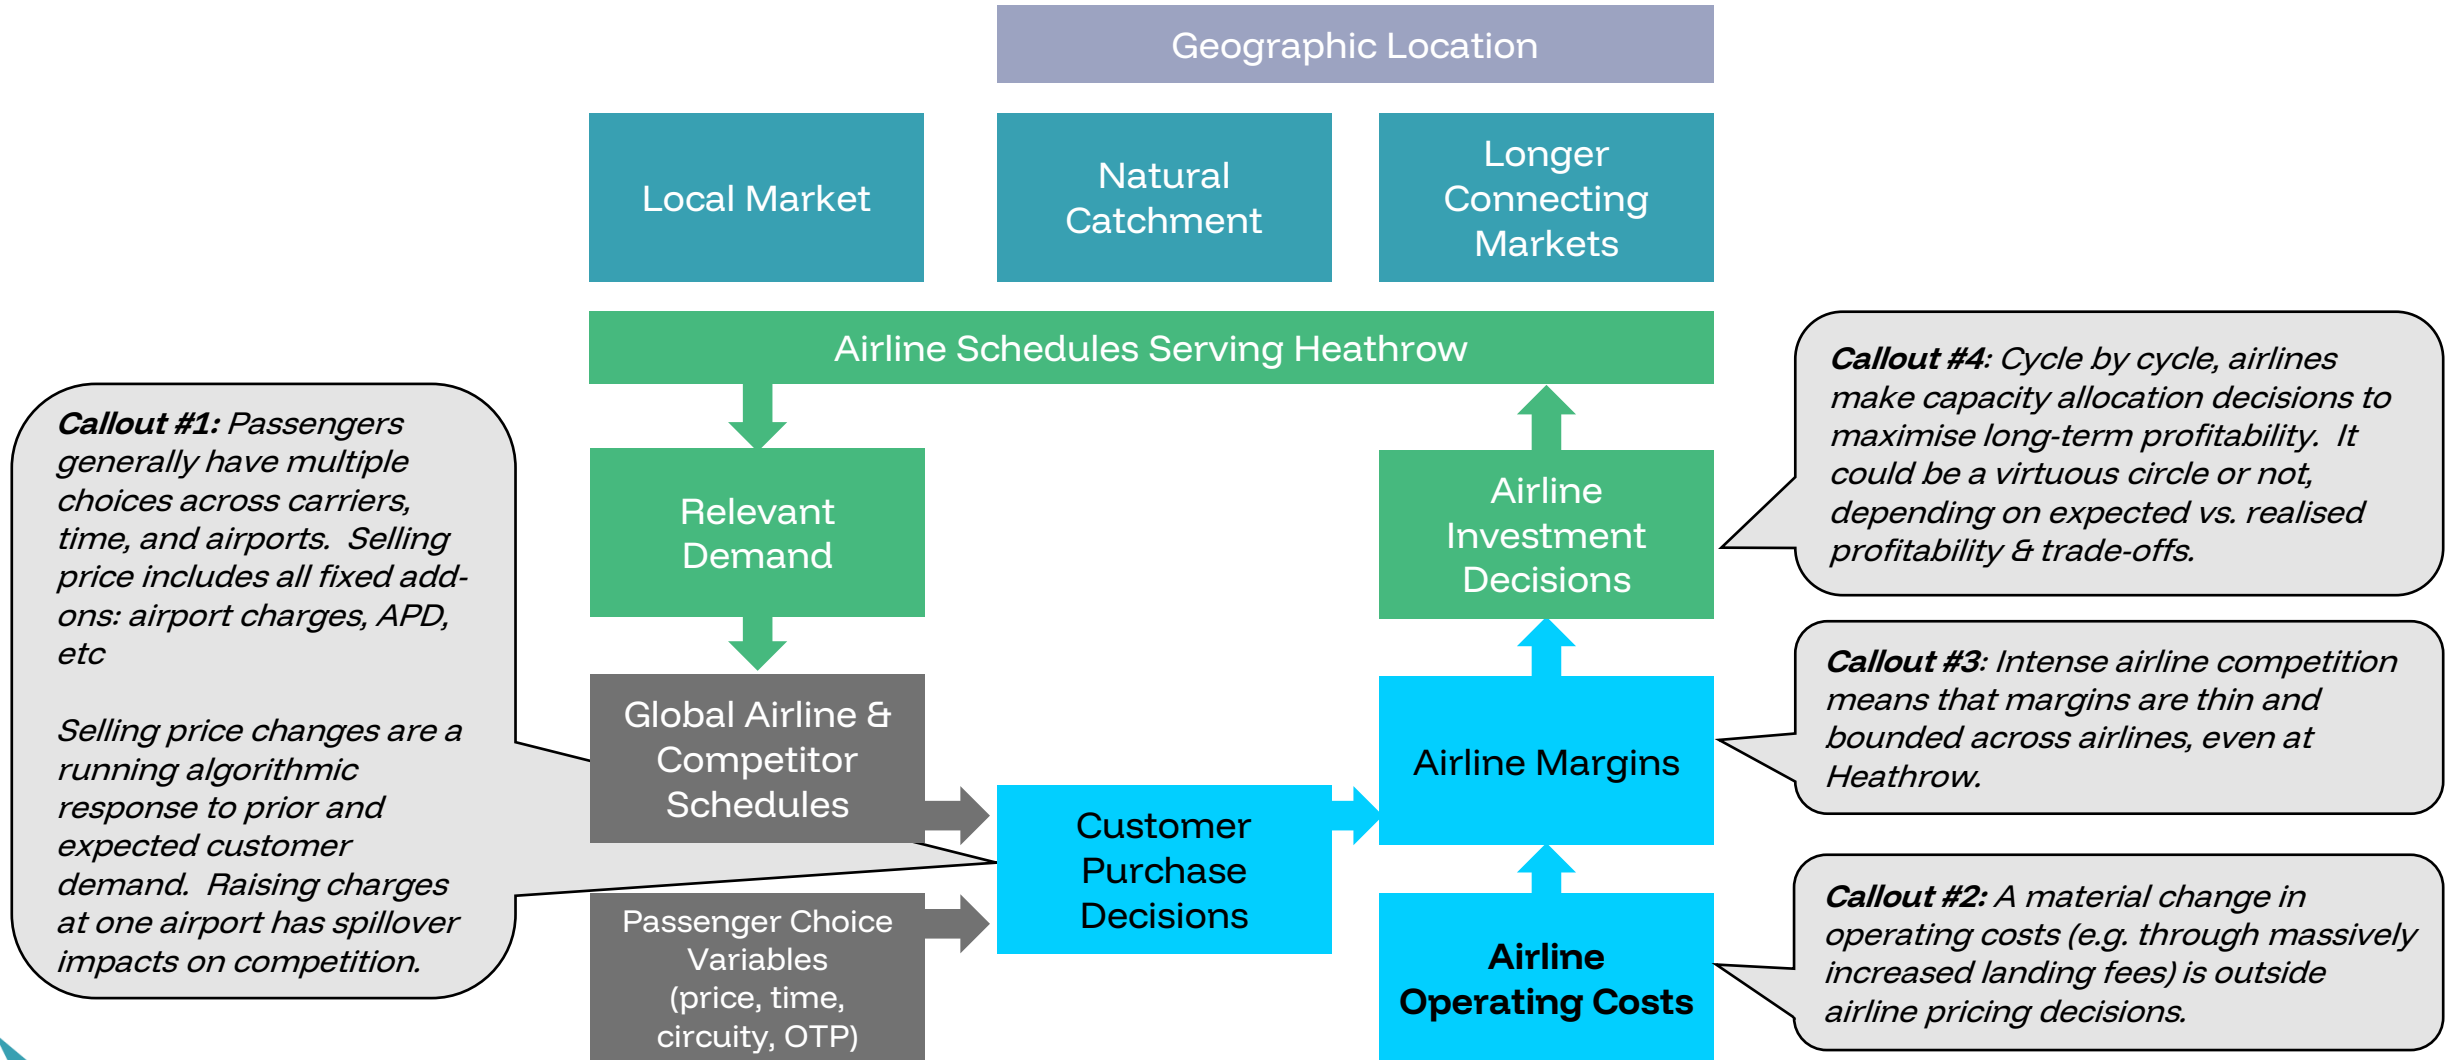 Geographic Location
Local Market
Natural
Catchment
Longer
Connecting
Markets
Airline Schedules Serving Heathrow
Callout #1: Passengers
generally have multiple
choices across carriers,
time, and airports.  Selling
price includes all fixed add-
ons: airport charges, APD,
etc
Selling price changes are a
running algorithmic
response to prior and
expected customer
demand.  Raising charges
at one airport has spillover
impacts on competition.
Relevant
Demand
Global Airline &
Competitor
Schedules
Passenger Choice
Variables
(price, time,
circuity, OTP)
Customer
Purchase
Decisions
Airline
Investment
Decisions
Airline Margins
Airline
Operating Costs
Callout #4: Cycle by cycle, airlines
make capacity allocation decisions to
maximise long-term profitability.  It
could be a virtuous circle or not,
depending on expected vs. realised
profitability & trade-offs.
Callout #3: Intense airline competition
means that margins are thin and
bounded across airlines, even at
Heathrow.
Callout #2: A material change in
operating costs (e.g. through massively
increased landing fees) is outside
airline pricing decisions.